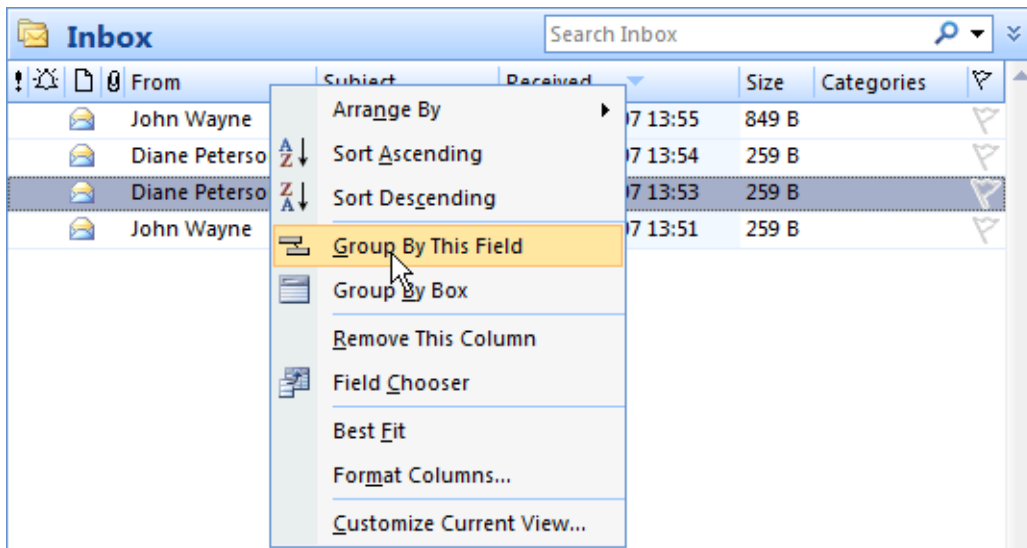 Inbox
Search Inbox
! From Subject Received Size Categories
John Wayne 07 13:55 849 B
Diane Peterso 07 13:54 259 B
Diane Peterso 07 13:53 259 B
John Wayne 07 13:51 259 B
Arrange By
Sort Ascending
Sort Descending
Group By This Field
Group By Box
Remove This Column
Field Chooser
Best Fit
Format Columns...
Customize Current View...